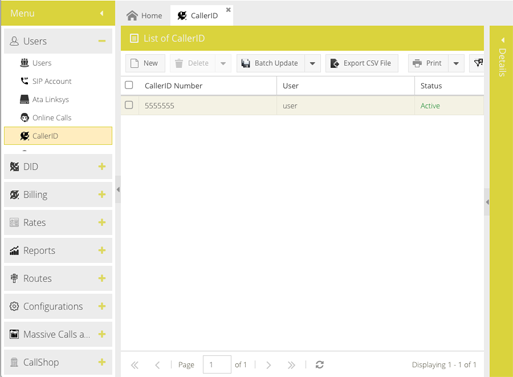 Menu
Users
Users
SIP Account
Ata Linksys
Online Calls
CallerID
DID
Billing
Rates
Reports
Routes
Configurations
Massive Calls a...
CallShop
Home
CallerID
List of CallerID
New Delete Batch Update Export CSV File Print
CallerID Number User Status
5555555 user Active
Page 1 of 1
Displaying 1 - 1 of 1
Details